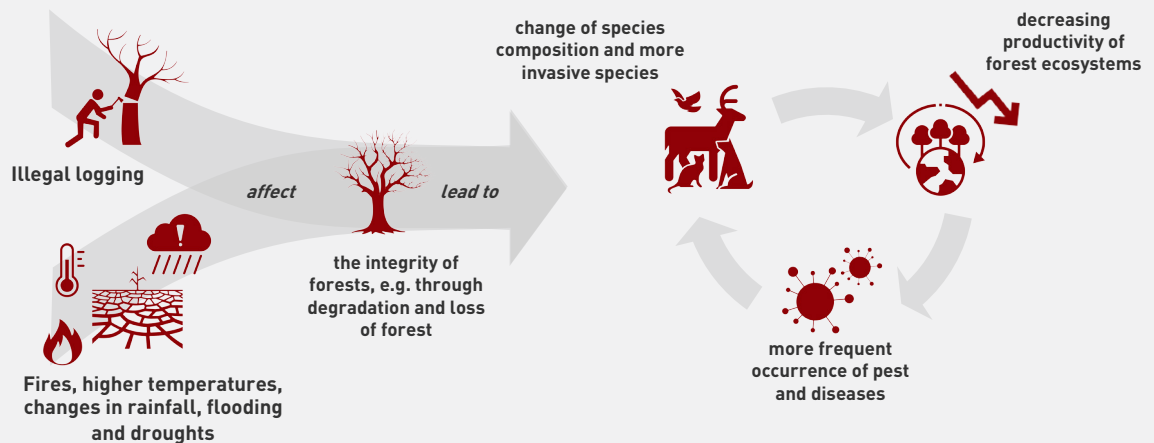 Illegal logging
Fires, higher temperatures,
changes in rainfall, flooding
and droughts
affect
the integrity of
forests, e.g. through
degradation and loss
of forest
lead to
change of species
composition and more
invasive species
decreasing
productivity of
forest ecosystems
more frequent
occurrence of pest
and diseases